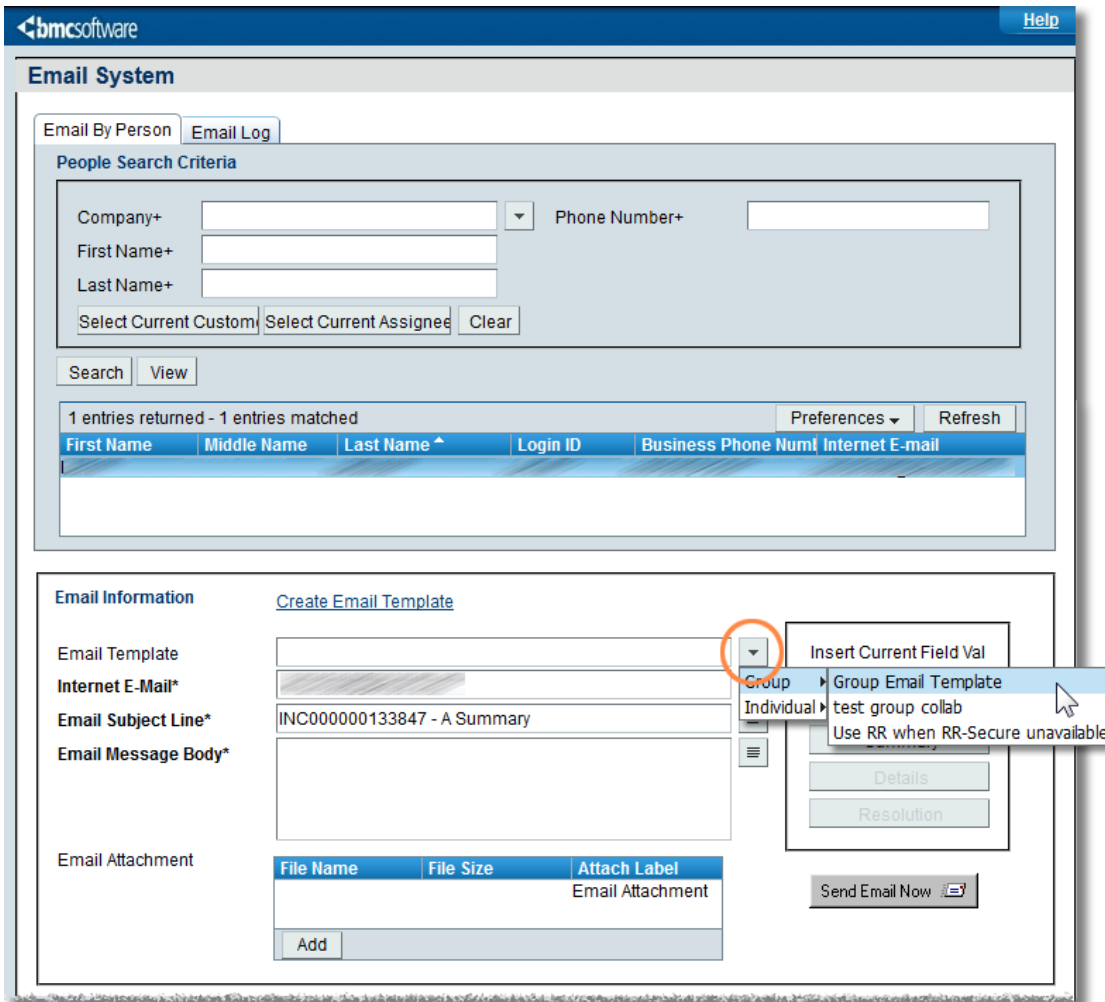 bmcsoftware
Help
Email System
Email By Person
Email Log
People Search Criteria
Company+
Phone Number+
First Name+
Last Name+
Select Current Custom
Select Current Assignee
Clear
Search
View
1 entries returned - 1 entries matched
Preferences
Refresh
First Name Middle Name Last Name Login ID Business Phone Numl Internet E-mail
Email Information
Create Email Template
Email Template
Insert Current Field Val
Internet E-Mail*
Group
Group Email Template
Email Subject Line*
INC000000133847 - A Summary
Individual
test group collab
Use RR when RR-Secure unavailable
Email Message Body*
Summary
Details
Resolution
Email Attachment
File Name File Size Attach Label
Email Attachment
Send Email Now
Add